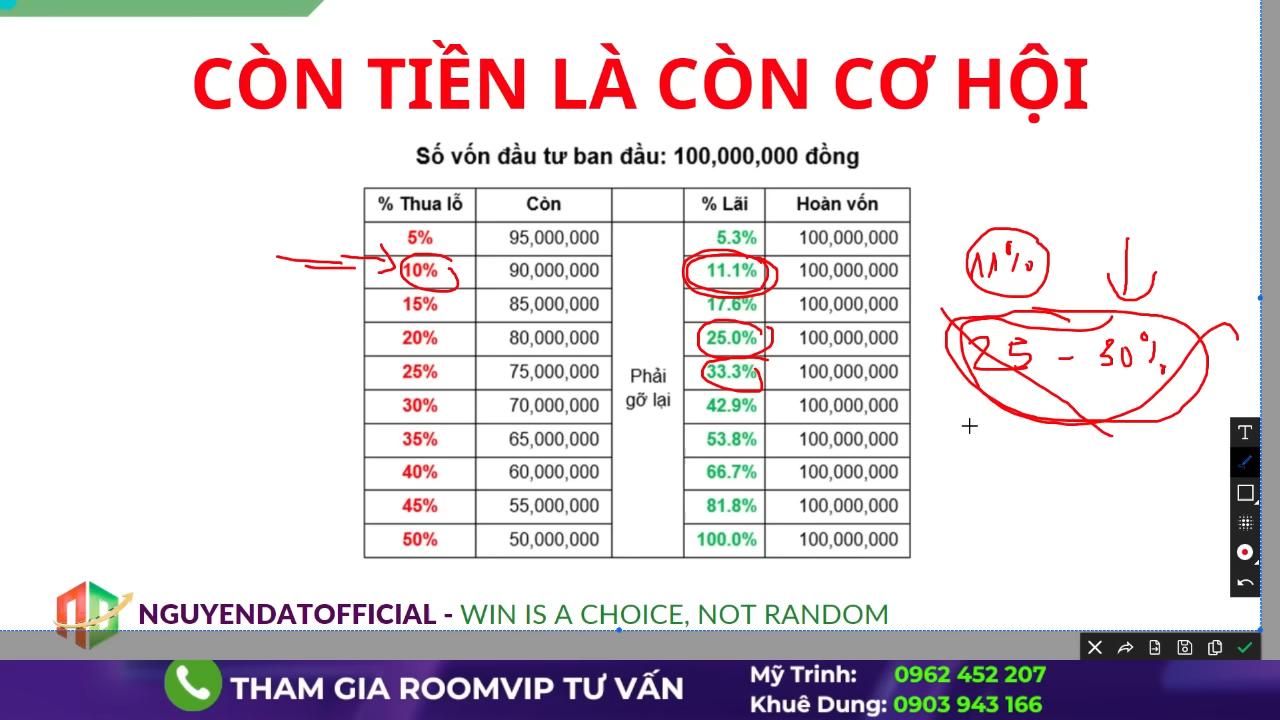 CÒN TIỀN LÀ CÒN CƠ HỘI
Số vốn đầu tư ban đầu: 100,000,000 đồng
% Thua lỗ Còn % Lãi Hoàn vốn
5% 95,000,000 5.3% 100,000,000
10% 90,000,000 11.1% 100,000,000
11%
15% 85,000,000 17.6% 100,000,000
20% 80,000,000 25.0% 100,000,000
25 - 30%
25% 75,000,000 33.3% 100,000,000
Phải
gỡ lại
30% 70,000,000 42.9% 100,000,000
35% 65,000,000 53.8% 100,000,000
40% 60,000,000 66.7% 100,000,000
45% 55,000,000 81.8% 100,000,000
50% 50,000,000 100.0% 100,000,000
T
NGUYENDATOFFICIAL - WIN IS A CHOICE, NOT RANDOM
THAM GIA ROOMVIP TƯ VẤN
Mỹ Trinh: 0962 452 207
Khuê Dung: 0903 943 166